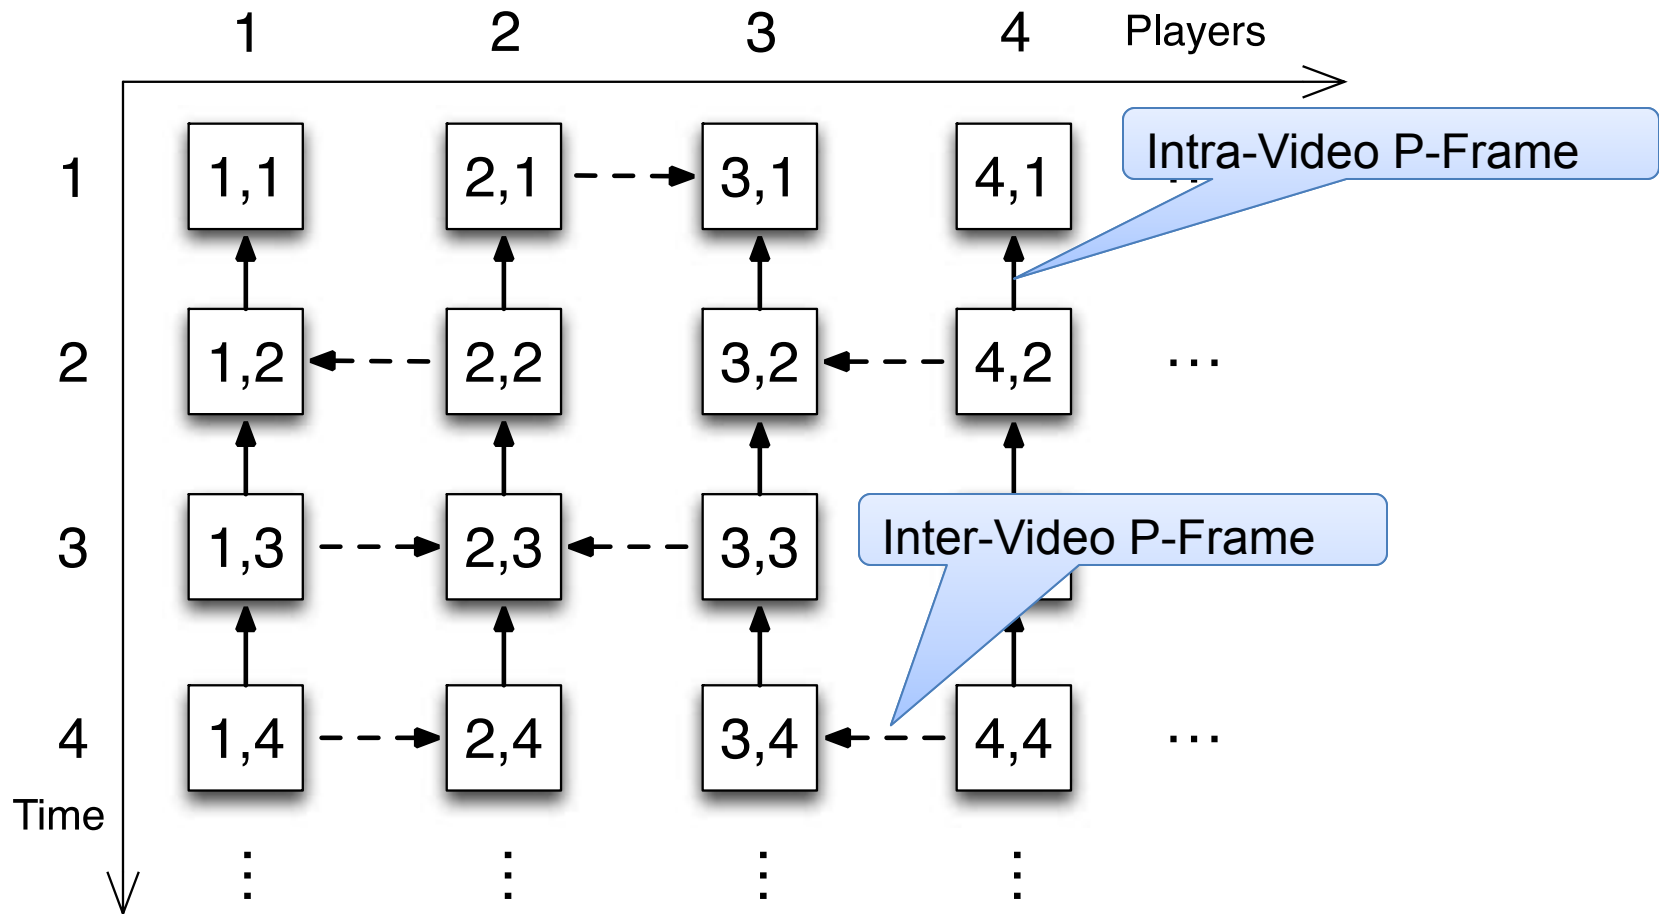 1 2 3 4 Players
1 1,1 2,1 3,1 4,1 Intra-Video P-Frame
2 1,2 2,2 3,2 4,2 ...
3 1,3 2,3 3,3 Inter-Video P-Frame
4 1,4 2,4 3,4 4,4 ...
Time